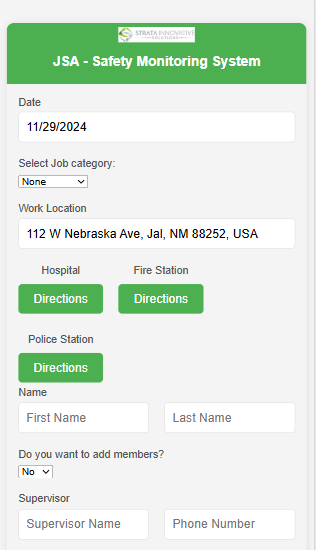 STRATA INNOVATIVE
SOLUTIONS
JSA - Safety Monitoring System
Date
11/29/2024
Select Job category:
None
Work Location
112 W Nebraska Ave, Jal, NM 88252, USA
Hospital Fire Station
Directions Directions
Police Station
Directions
Name
First Name Last Name
Do you want to add members?
No
Supervisor
Supervisor Name Phone Number